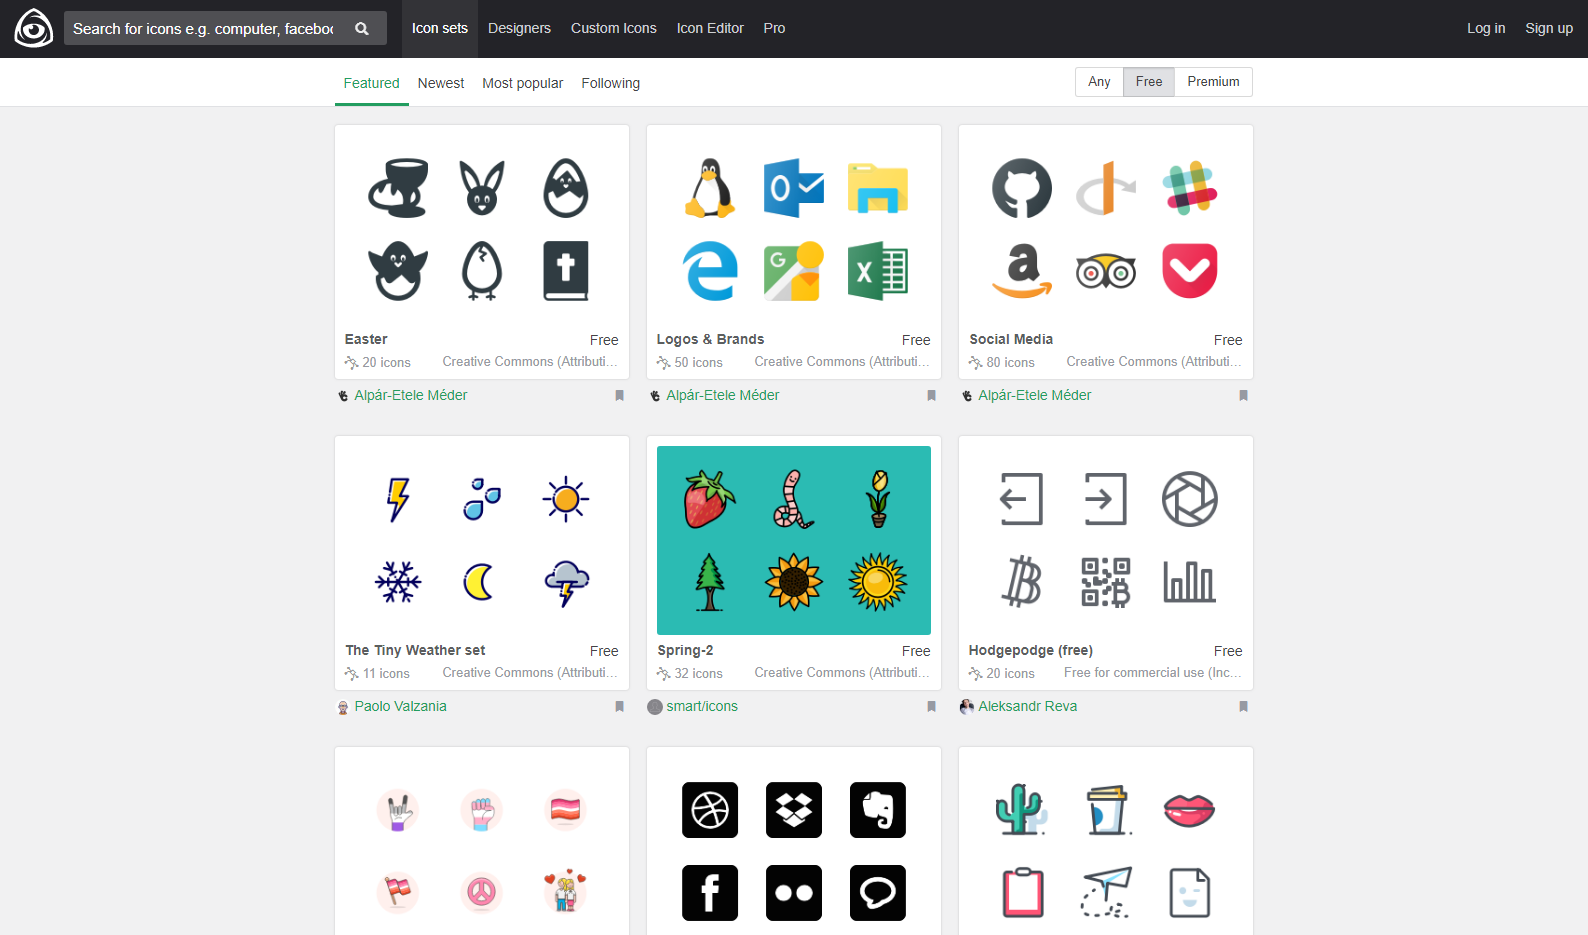 Search for icons e.g. computer, facebo
Icon sets
Designers
Custom Icons
Icon Editor
Pro
Log in
Sign up
Featured
Newest
Most popular
Following
Any
Free
Premium
Easter
Free
20 icons
Creative Commons (Attributi...
Alpár-Etele Méder
Logos & Brands
Free
50 icons
Creative Commons (Attributi...
Alpár-Etele Méder
Social Media
Free
80 icons
Creative Commons (Attributi...
Alpár-Etele Méder
The Tiny Weather set
Free
11 icons
Creative Commons (Attributi...
Paolo Valzania
Spring-2
Free
32 icons
Creative Commons (Attributi...
smart/icons
Hodgepodge (free)
Free
20 icons
Free for commercial use (Inc...
Aleksandr Reva